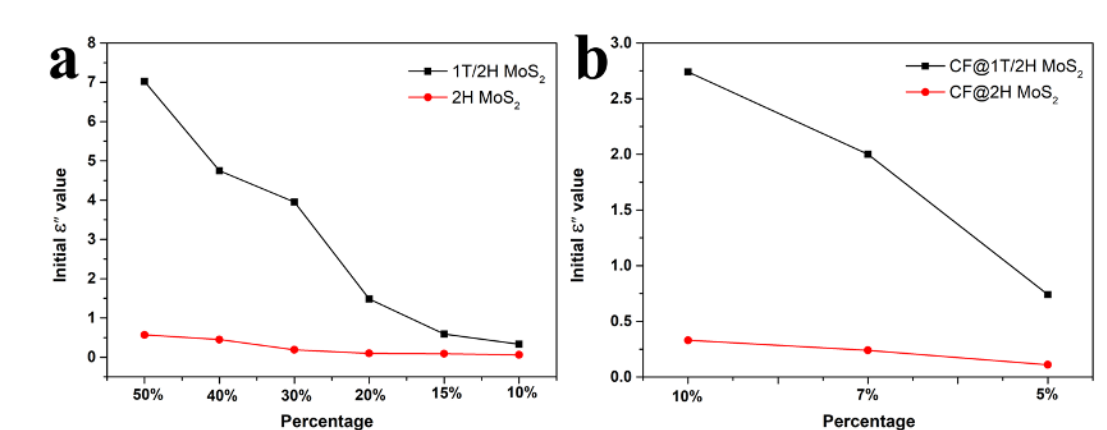 a
8
7
6
5
4
3
2
1
0
Initial ε″ value
1T/2H MoS₂
2H MoS₂
50% 40% 30% 20% 15% 10%
Percentage
b
3.0
2.5
2.0
1.5
1.0
0.5
0.0
Initial ε″ value
CF@1T/2H MoS₂
CF@2H MoS₂
10% 7% 5%
Percentage